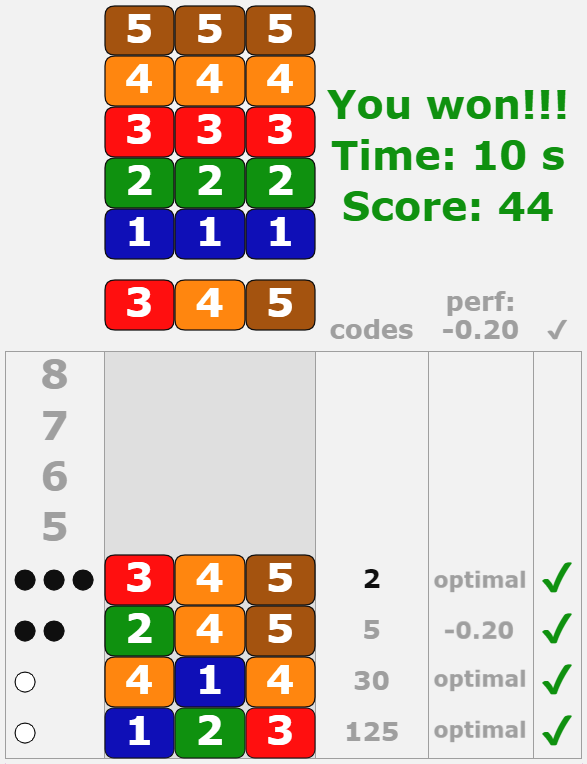 5 5 5
4 4 4
3 3 3
2 2 2
1 1 1
You won!!!
Time: 10 s
Score: 44
3 4 5
codes
perf:
-0.20
✓
8
7
6
5
3 4 5 2 optimal ✓
2 4 5 5 -0.20 ✓
4 1 4 30 optimal ✓
1 2 3 125 optimal ✓